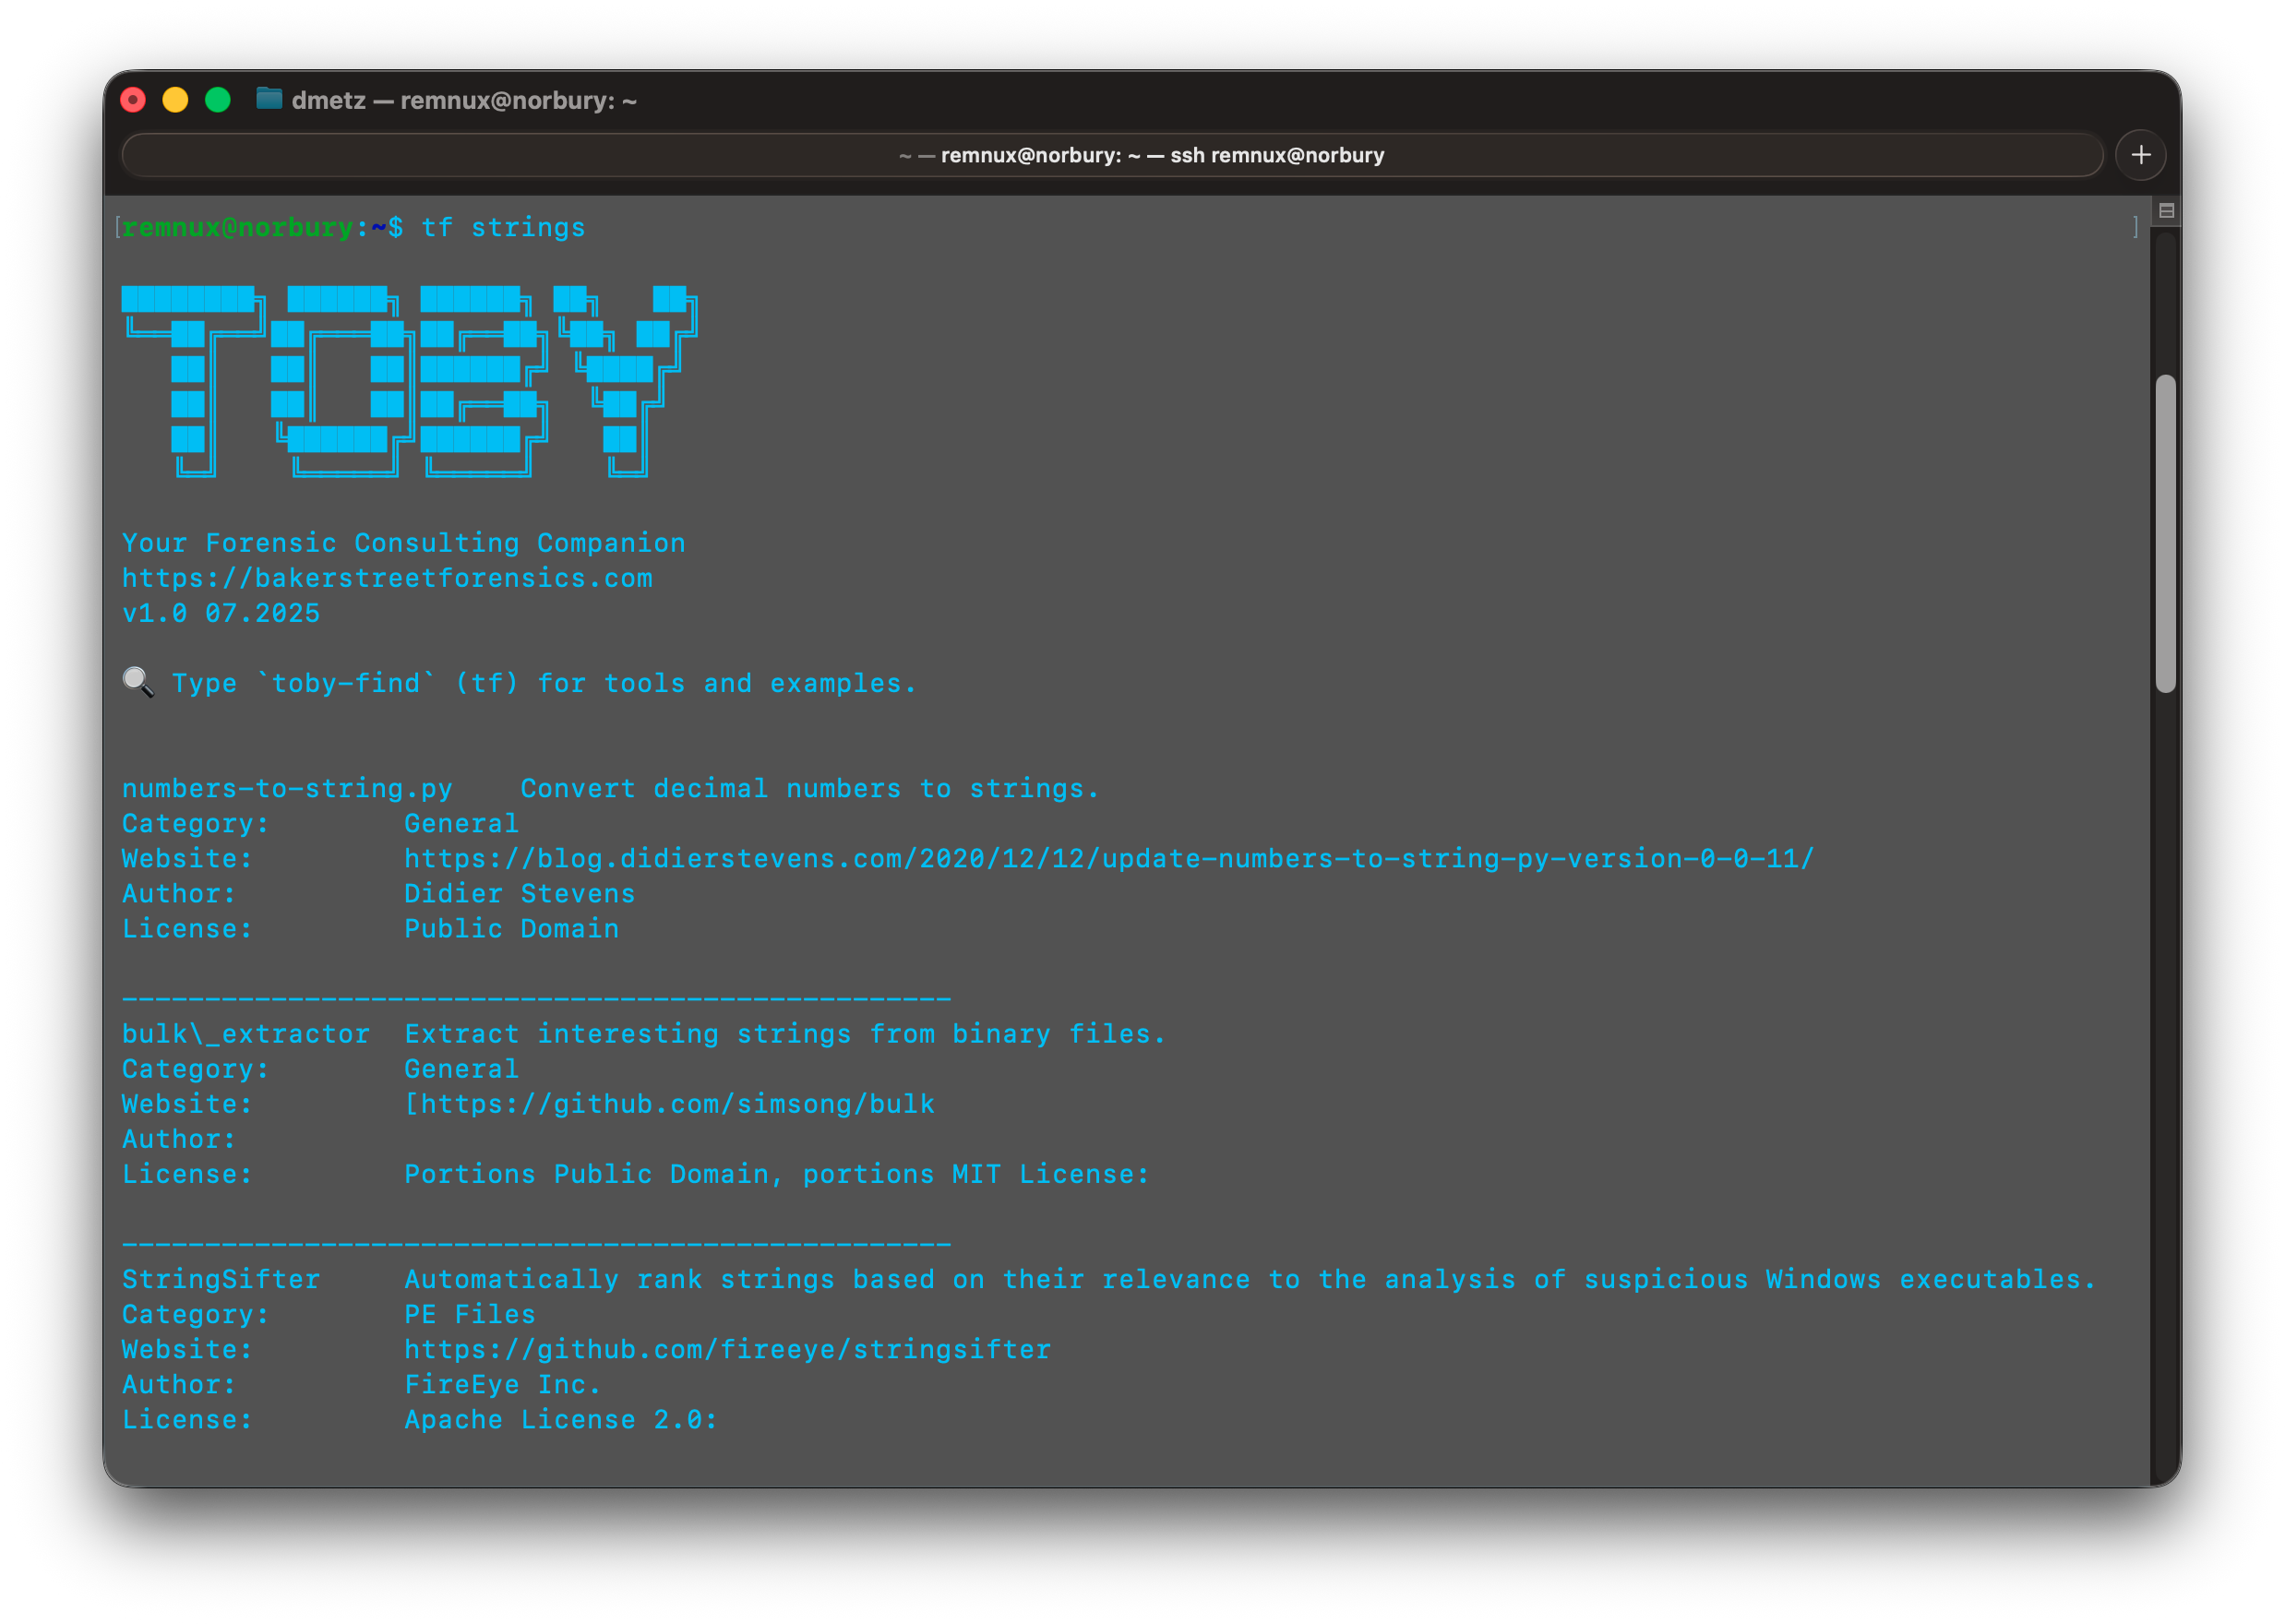 dmetz — remnux@norbury: ~
~ — remnux@norbury: ~ — ssh remnux@norbury
[remnux@norbury:~$ tf strings ]
TOBY
Your Forensic Consulting Companion
https://bakerstreetforensics.com
v1.0 07.2025
🔍 Type `toby-find` (tf) for tools and examples.
numbers-to-string.py    Convert decimal numbers to strings.
Category:        General
Website:         https://blog.didierstevens.com/2020/12/12/update-numbers-to-string-py-version-0-0-11/
Author:          Didier Stevens
License:         Public Domain
--------------------------------------------------
bulk\_extractor  Extract interesting strings from binary files.
Category:        General
Website:         [https://github.com/simsong/bulk
Author:
License:         Portions Public Domain, portions MIT License:
--------------------------------------------------
StringSifter     Automatically rank strings based on their relevance to the analysis of suspicious Windows executables.
Category:        PE Files
Website:         https://github.com/fireeye/stringsifter
Author:          FireEye Inc.
License:         Apache License 2.0: